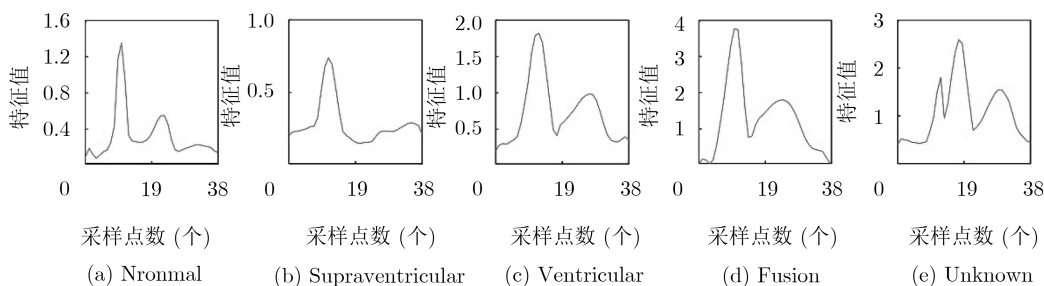 1.6
1.2
0.8
0.4
0
19
38
特征值
采样点数 (个)
(a) Nronmal
1.0
0.5
0
19
38
特征值
采样点数 (个)
(b) Supraventricular
2.0
1.5
1.0
0.5
0
19
38
特征值
采样点数 (个)
(c) Ventricular
4
3
2
1
0
19
38
特征值
采样点数 (个)
(d) Fusion
3
2
1
0
19
38
特征值
采样点数 (个)
(e) Unknown